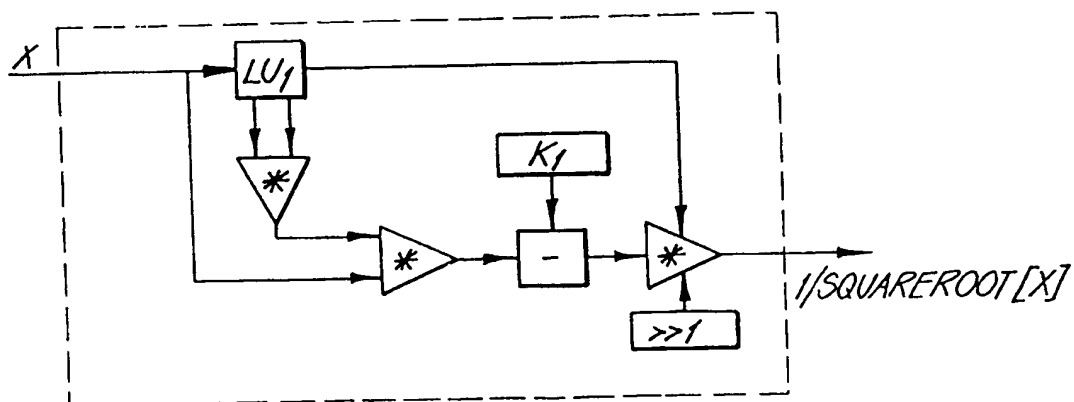 X
LU1
*
K1
*
-
*
1/SQUAREROOT[X]
>>1